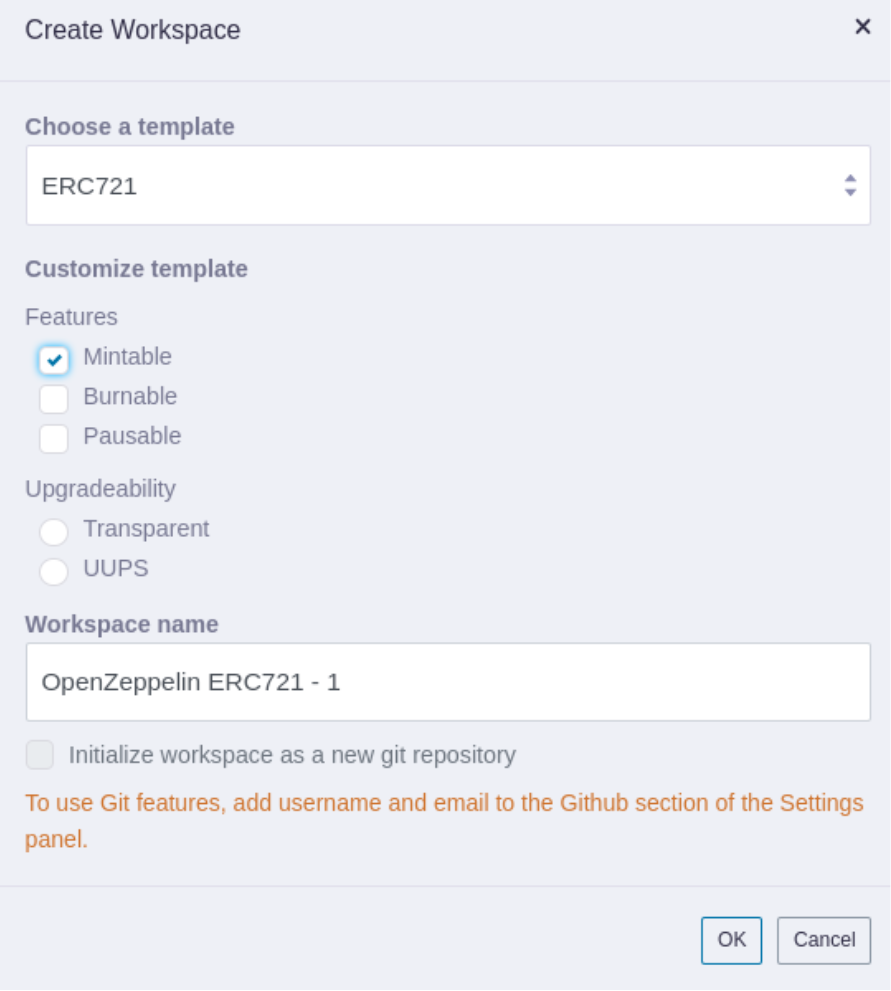 Create Workspace
Choose a template
ERC721
Customize template
Features
Mintable
Burnable
Pausable
Upgradeability
Transparent
UUPS
Workspace name
OpenZeppelin ERC721 - 1
Initialize workspace as a new git repository
To use Git features, add username and email to the Github section of the Settings
panel.
OK Cancel